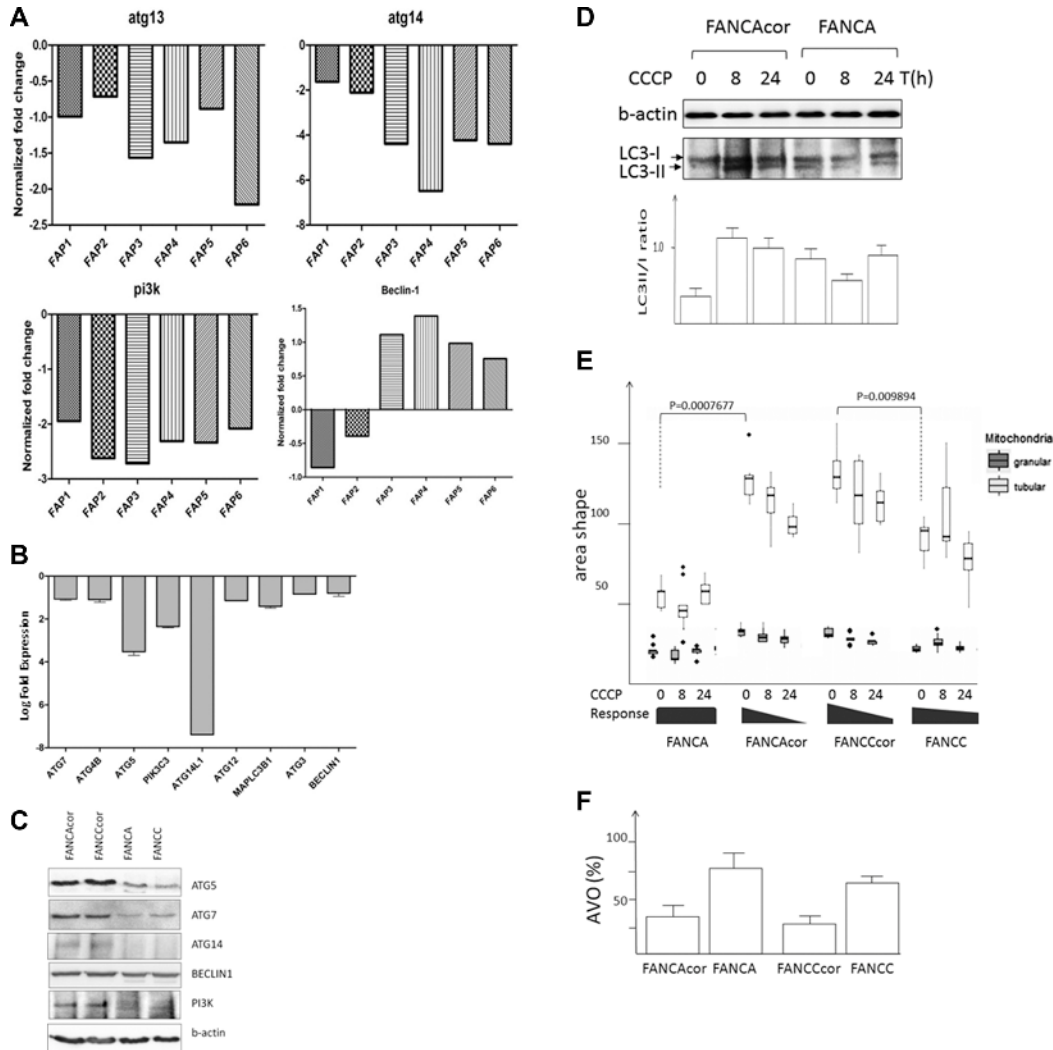 A
atg13
Normalized fold change
0.0
-0.5
-1.0
-1.5
-2.0
-2.5
FAP1 FAP2 FAP3 FAP4 FAP5 FAP6
atg14
Normalized fold change
0
-2
-4
-6
-8
FAP1 FAP2 FAP3 FAP4 FAP5 FAP6
pi3k
Normalized fold change
0
-1
-2
-3
FAP1 FAP2 FAP3 FAP4 FAP5 FAP6
Beclin-1
Normalized fold change
1.5
1.0
0.5
0.0
-0.5
-1.0
FAP1 FAP2 FAP3 FAP4 FAP5 FAP6
B
Log Fold Expression
0
2
4
6
-8
ATG7 ATG4B ATG5 PIK3C3 ATG14L1 ATG12 MAPLC3B1 ATG3 BECLIN1
C
FANCAcor FANCCcor FANCA FANCC
ATG5
ATG7
ATG14
BECLIN1
PI3K
b-actin
D
FANCAcor FANCA
CCCP 0 8 24 0 8 24 T(h)
b-actin
LC3-I
LC3-II
LC3II/I ratio
1.0
E
P=0.0007677
P=0.009894
area shape
150
100
50
Mitochondria
granular
tubular
CCCP 0 8 24 0 8 24 0 8 24 0 8 24
Response
FANCA FANCAcor FANCCcor FANCC
F
AVO (%)
100
50
FANCAcor FANCA FANCCcor FANCC